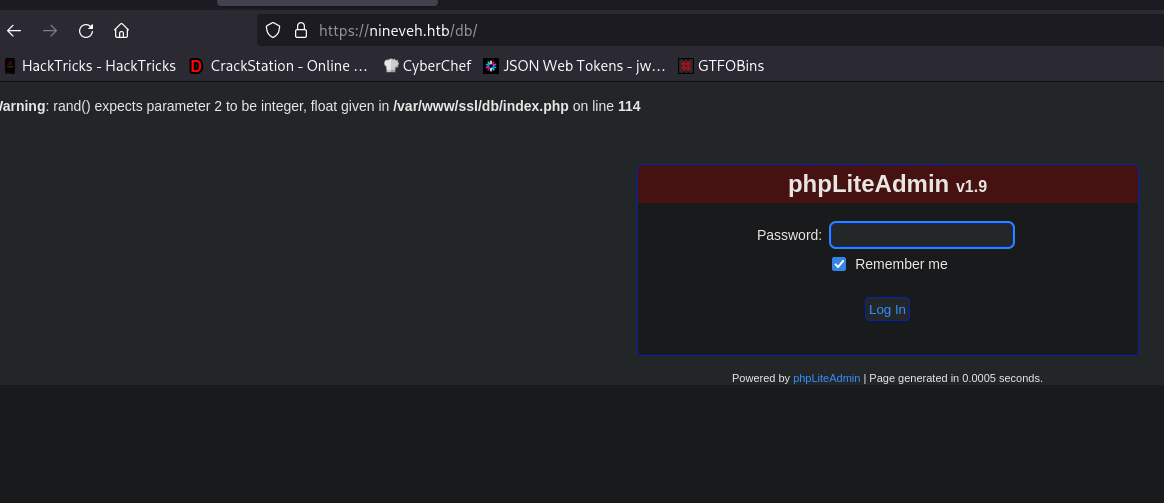 https://nineveh.htb/db/
HackTricks - HackTricks CrackStation - Online ... CyberChef JSON Web Tokens - jw... GTFOBins
arning: rand() expects parameter 2 to be integer, float given in /var/www/ssl/db/index.php on line 114
phpLiteAdmin v1.9
Password:
Remember me
Log In
Powered by phpLiteAdmin | Page generated in 0.0005 seconds.